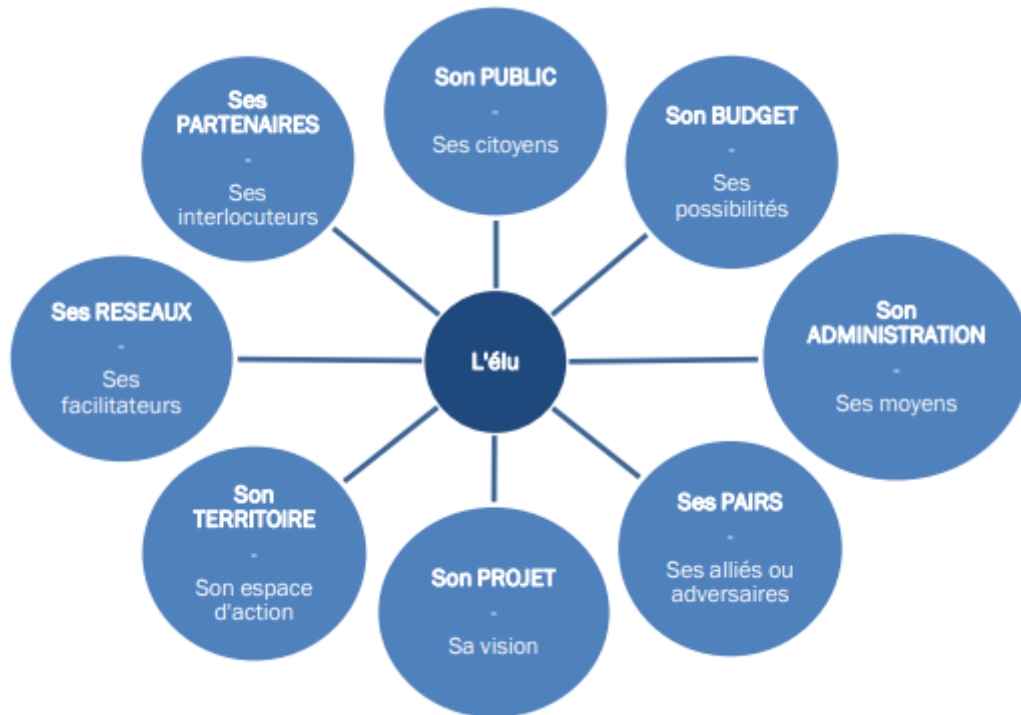 Son PUBLIC
-
Ses citoyens
Son BUDGET
-
Ses
possibilités
Son
ADMINISTRATION
-
Ses moyens
Ses PAIRS
-
Ses alliés ou
adversaires
Son PROJET
-
Sa vision
Son
TERRITOIRE
-
Son espace
d'action
Ses RESEAUX
-
Ses
facilitateurs
Ses
PARTENAIRES
-
Ses
interlocuteurs
L'élu